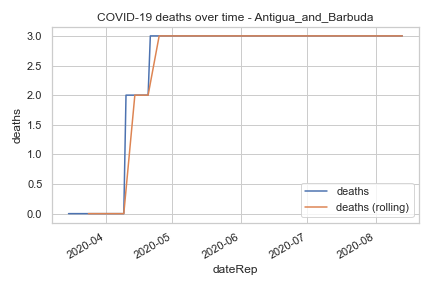 COVID-19 deaths over time - Antigua_and_Barbuda
3.0
2.5
2.0
1.5
1.0
0.5
0.0
deaths
deaths
deaths (rolling)
2020-04
2020-05
2020-06
2020-07
2020-08
dateRep